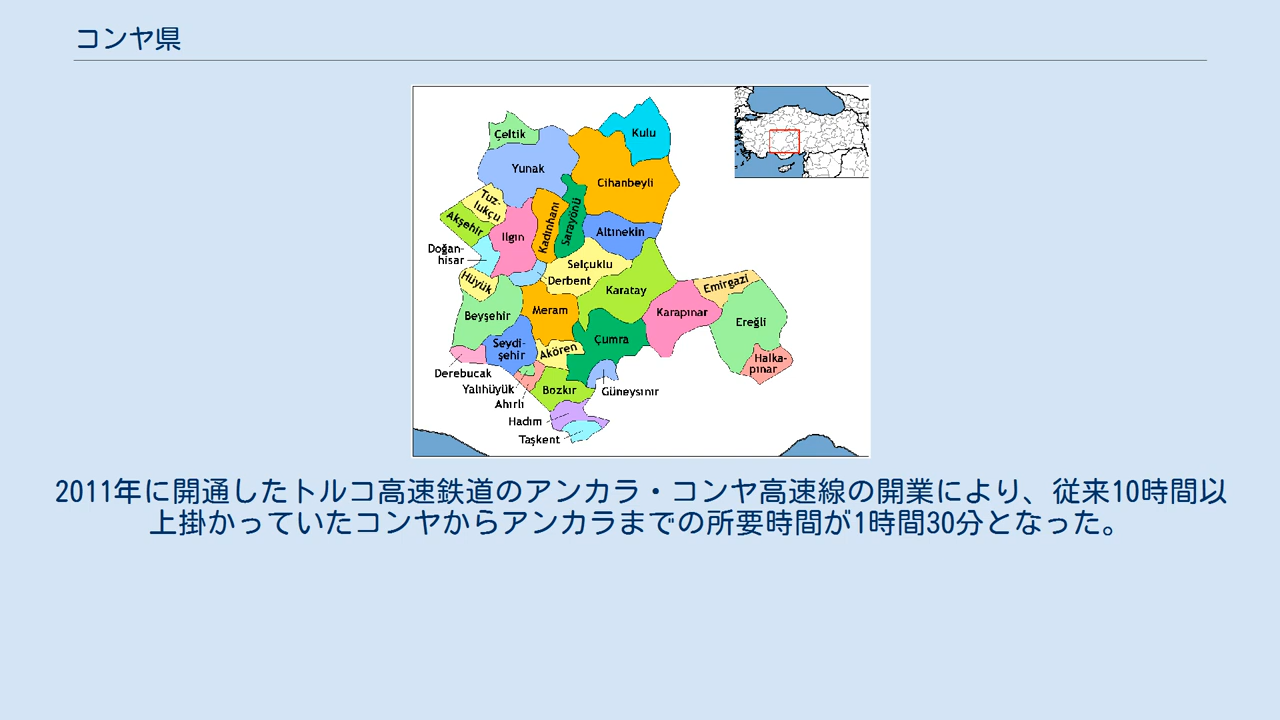 コンヤ県
Çeltik
Kulu
Yunak
Cihanbeyli
Tuz-
lukçu
Akşehir
Ilgın
Kadınhanı
Sarayönü
Altınekin
Doğan-
hisar
Selçuklu
Derbent
Hüyük
Karatay
Emirgazi
Beyşehir
Meram
Karapınar
Ereğli
Seydi-
şehir
Akören
Çumra
Halka-
pınar
Derebucak
Yalıhüyük
Ahırlı
Bozkır
Güneysınır
Hadım
Taşkent
2011年に開通したトルコ高速鉄道のアンカラ・コンヤ高速線の開業により、従来10時間以
上掛かっていたコンヤからアンカラまでの所要時間が1時間30分となった。